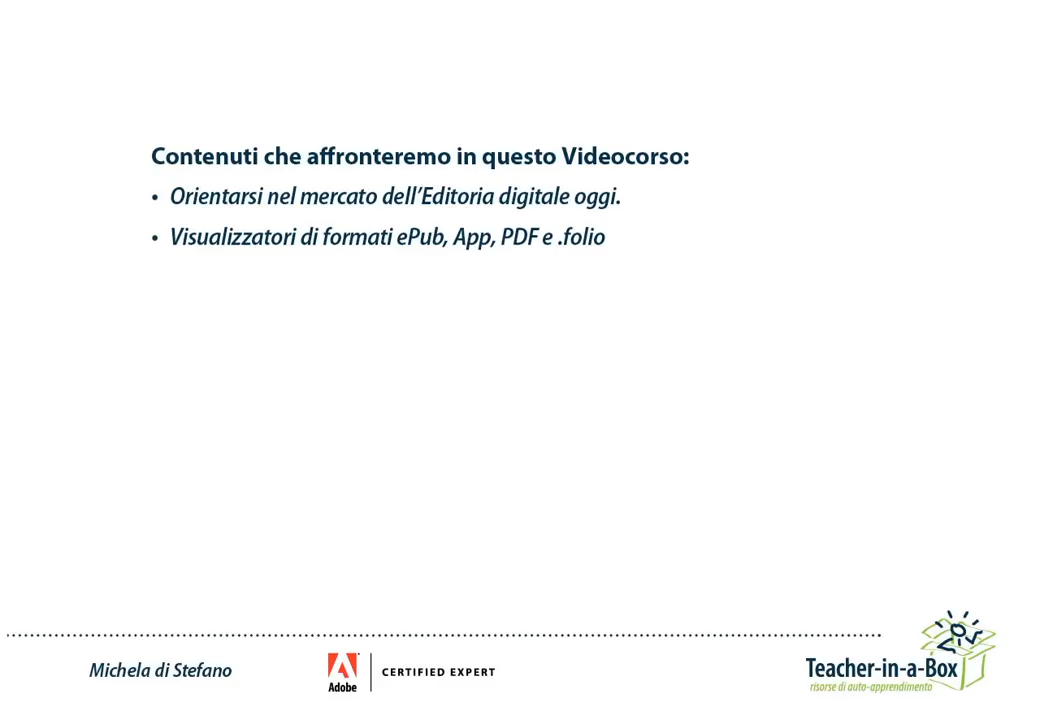 Contenuti che affronteremo in questo Videocorso:
• Orientarsi nel mercato dell’Editoria digitale oggi.
• Visualizzatori di formati ePub, App, PDF e .folio
Michela di Stefano
Adobe
CERTIFIED EXPERT
Teacher-in-a-Box
risorse di auto-apprendimento